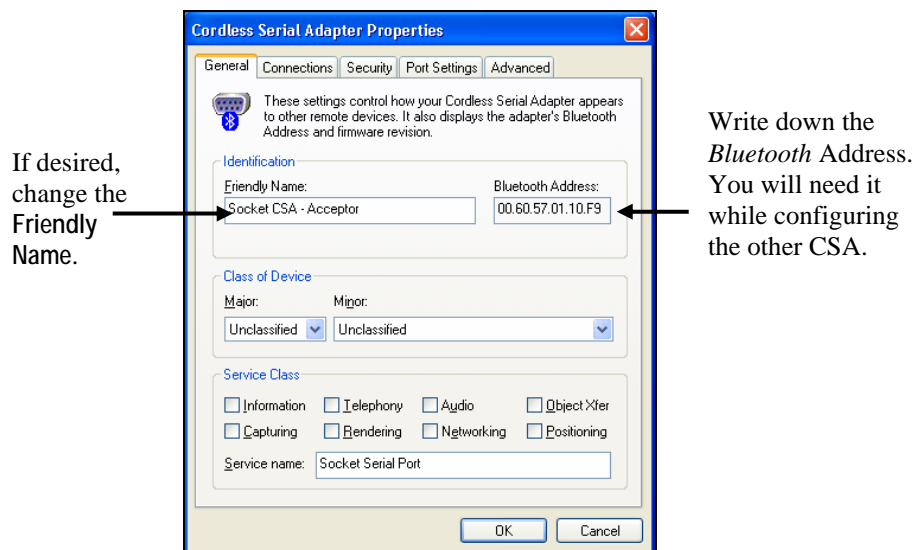 Cordless Serial Adapter Properties
General Connections Security Port Settings Advanced
These settings control how your Cordless Serial Adapter appears
to other remote devices. It also displays the adapter's Bluetooth
Address and firmware revision.
If desired,
change the
Friendly
Name.
Identification
Friendly Name:
Socket CSA - Acceptor
Bluetooth Address:
00.60.57.01.10.F9
Write down the
Bluetooth Address.
You will need it
while configuring
the other CSA.
Class of Device
Major: Minor:
Unclassified Unclassified
Service Class
Information Telephony Audio Object Xfer
Capturing Rendering Networking Positioning
Service name: Socket Serial Port
OK Cancel